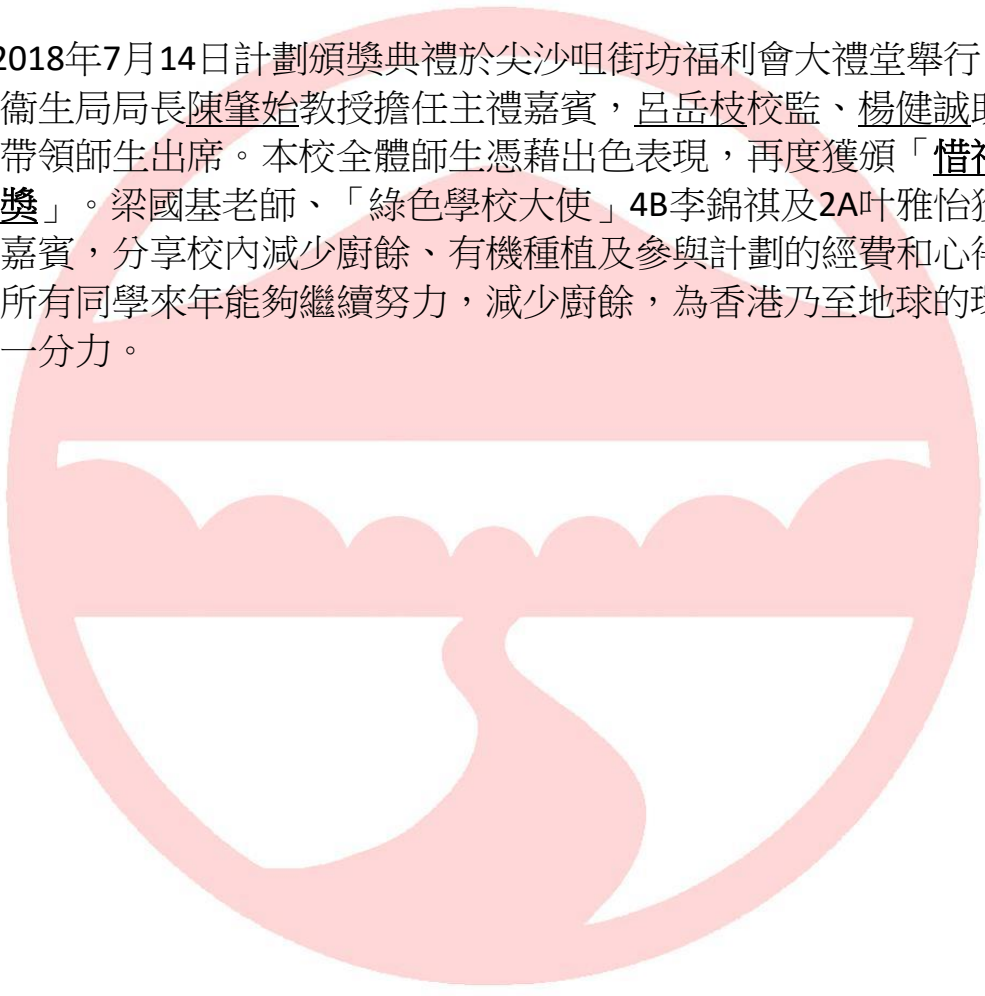 2018年7月14日計劃頒獎典禮於尖沙咀街坊福利會大禮堂舉行
衞生局局長陳肇始教授擔任主禮嘉賓，呂岳枝校監、楊健誠
帶領師生出席。本校全體師生憑藉出色表現，再度獲頒「惜
獎」。梁國基老師、「綠色學校大使」4B李錦祺及2A叶雅怡
嘉賓，分享校內減少廚餘、有機種植及參與計劃的經費和心
所有同學來年能夠繼續努力，減少廚餘，為香港乃至地球的
一分力。